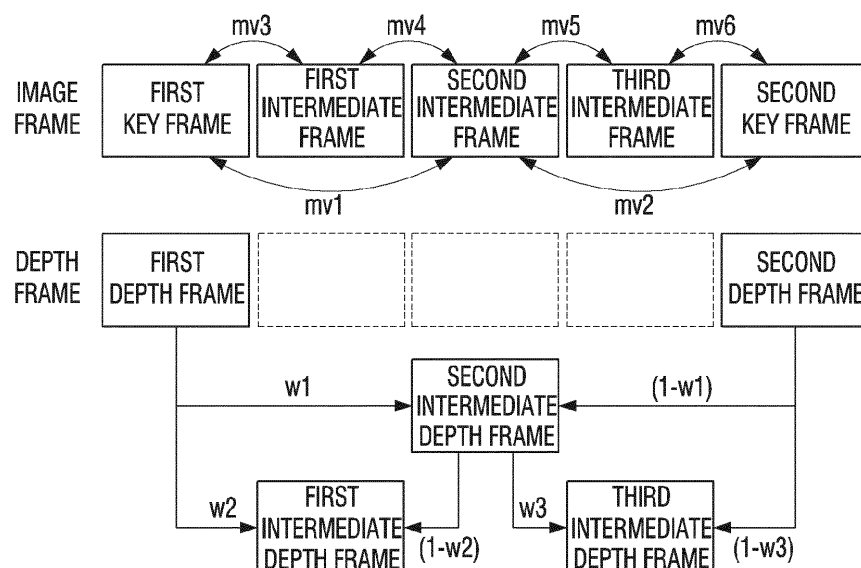 mv3 mv4 mv5 mv6
IMAGE
FRAME
FIRST
KEY FRAME
FIRST
INTERMEDIATE
FRAME
SECOND
INTERMEDIATE
FRAME
THIRD
INTERMEDIATE
FRAME
SECOND
KEY FRAME
mv1 mv2
DEPTH
FRAME
FIRST
DEPTH FRAME
SECOND
DEPTH FRAME
w1
SECOND
INTERMEDIATE
DEPTH FRAME
(1-w1)
w2
FIRST
INTERMEDIATE
DEPTH FRAME
(1-w2)
w3
THIRD
INTERMEDIATE
DEPTH FRAME
(1-w3)